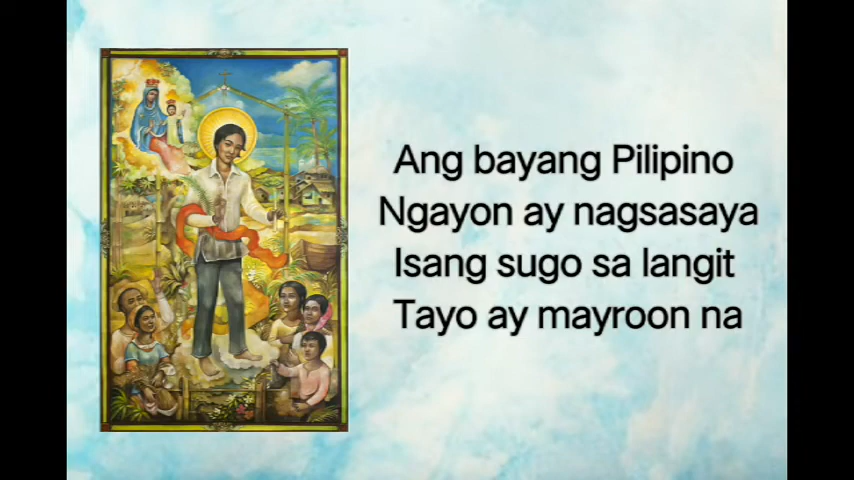 Ang bayang Pilipino
Ngayon ay nagsasaya
Isang sugo sa langit
Tayo ay mayroon na